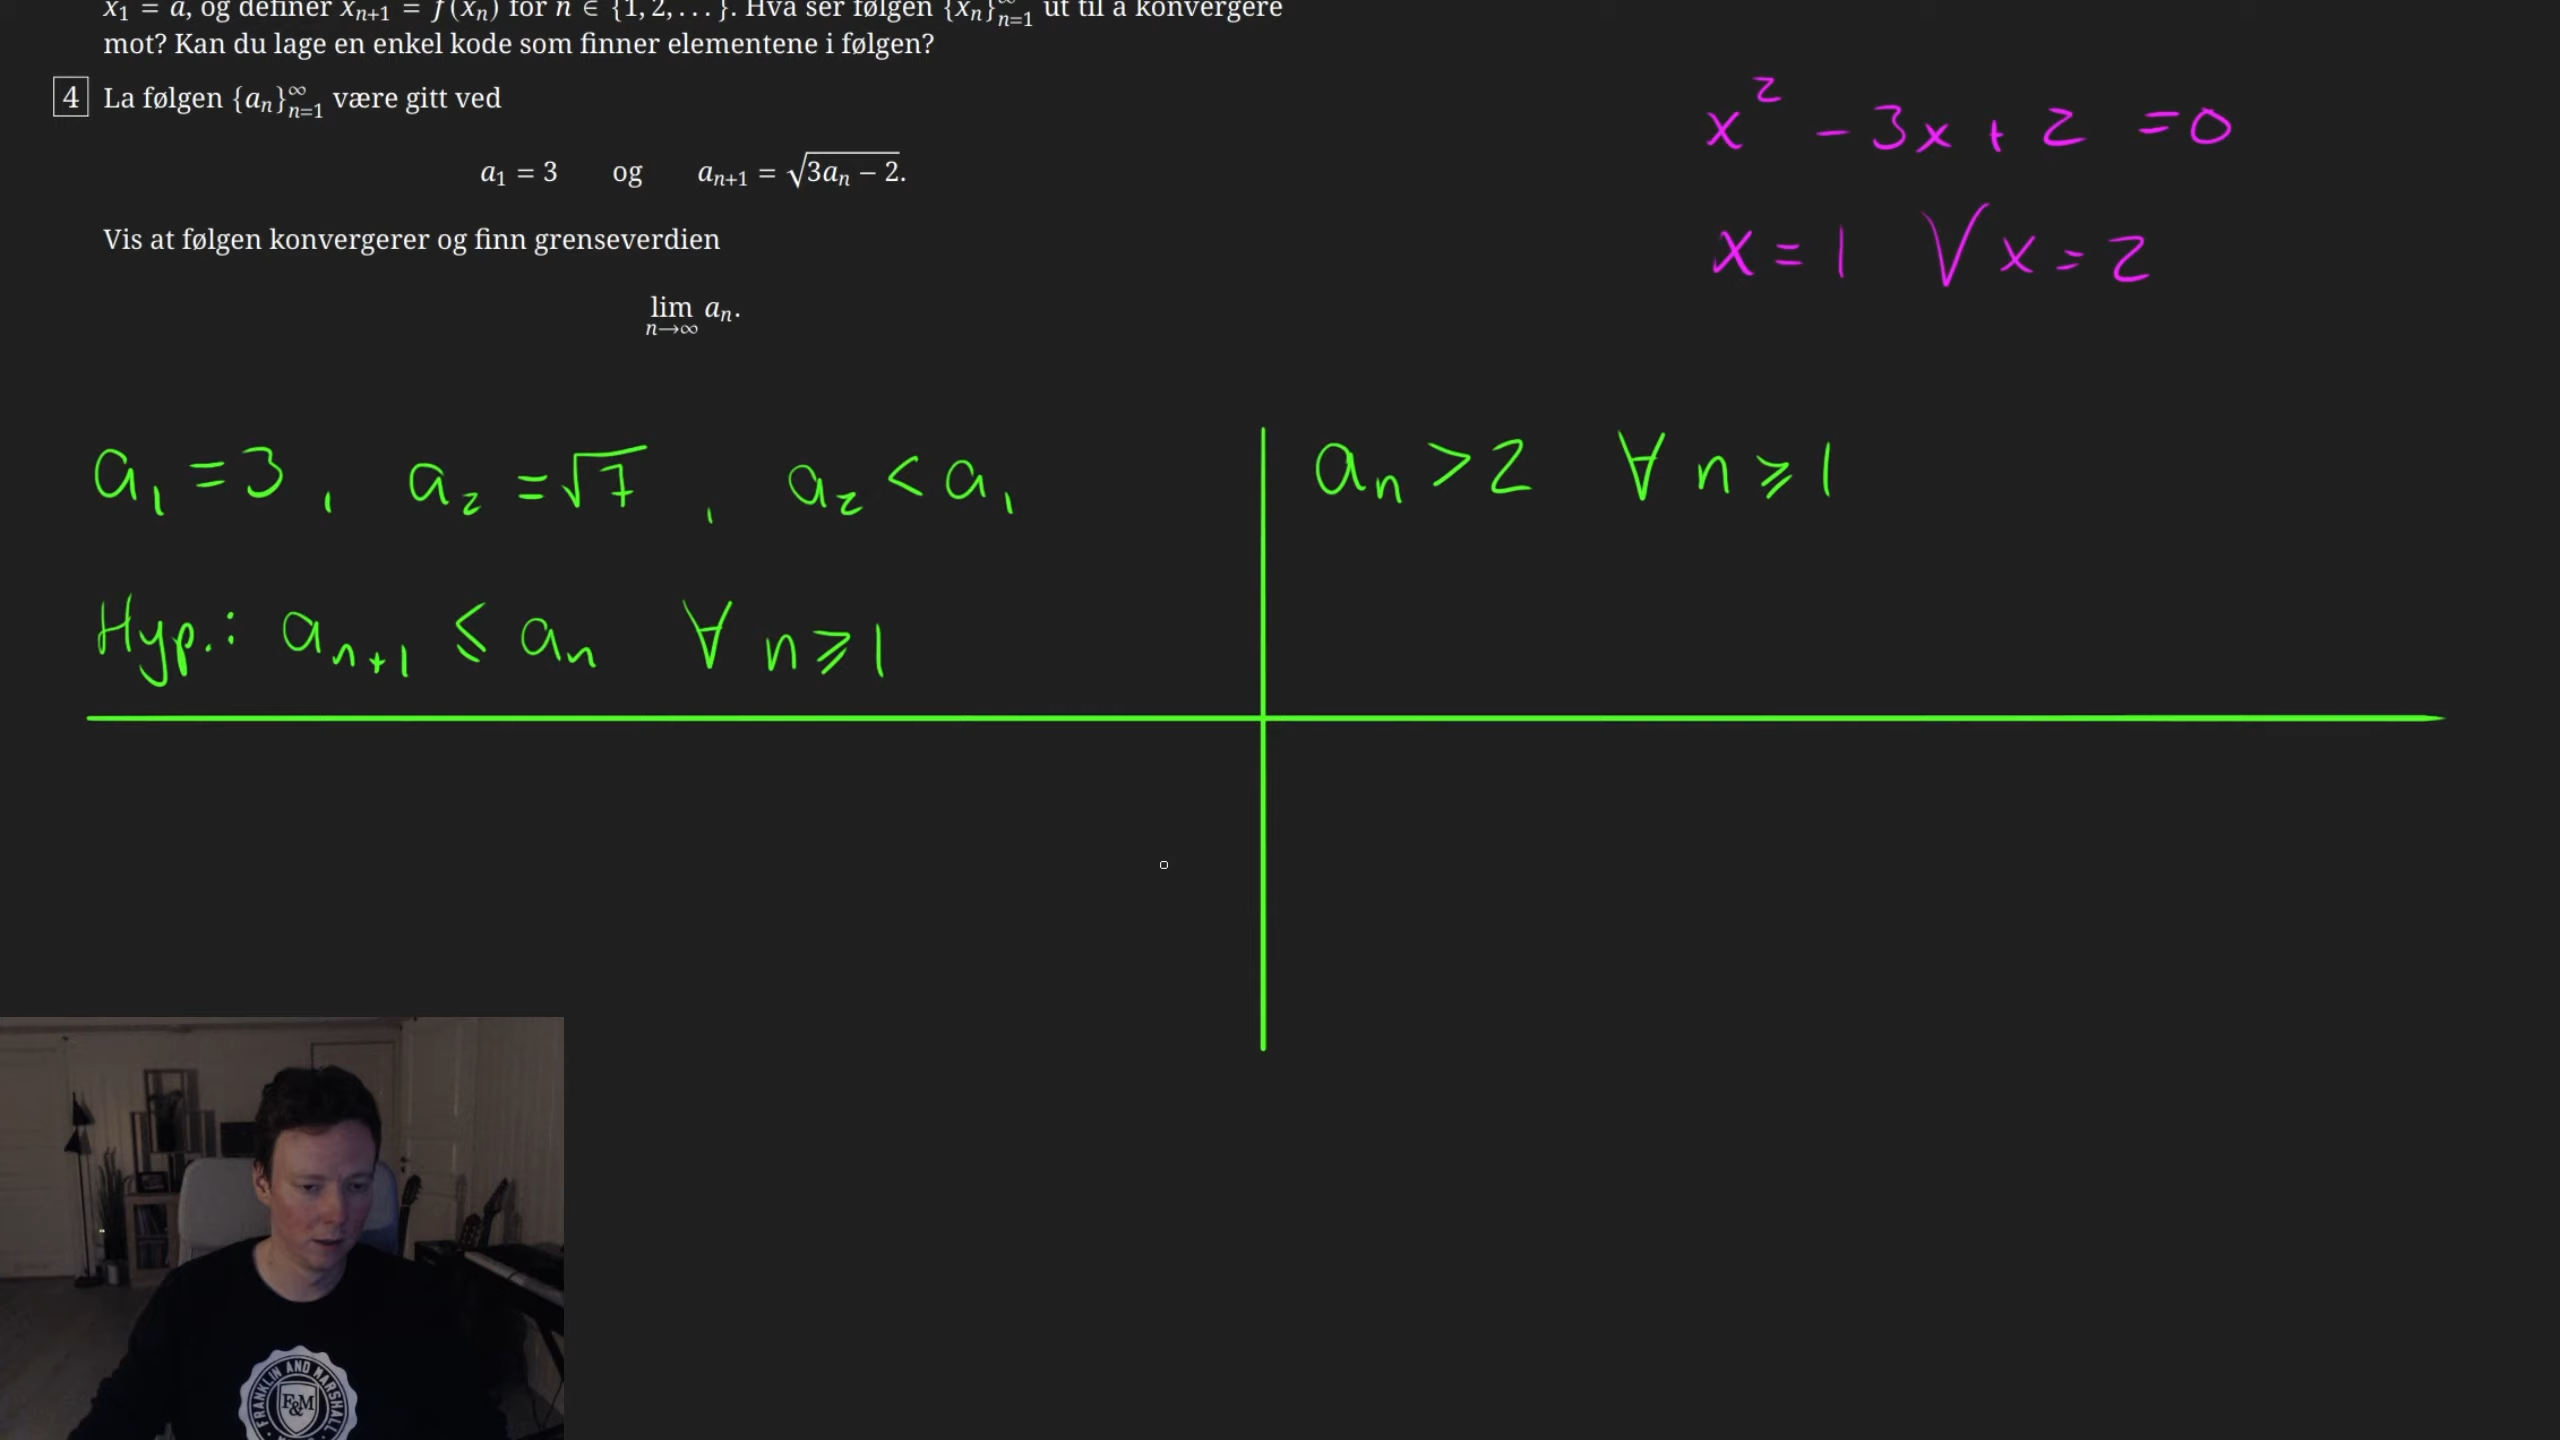 x₁ = a, og definer xₙ₊₁ = f(xₙ) for n ∈ {1, 2, …}. Hva ser følgen {xₙ}ₙ₌₁^∞ ut til å konvergere
mot? Kan du lage en enkel kode som finner elementene i følgen?
4 La følgen {aₙ}ₙ₌₁^∞ være gitt ved
a₁ = 3 og aₙ₊₁ = √(3aₙ − 2).
Vis at følgen konvergerer og finn grenseverdien
lim n→∞ aₙ.
x² − 3x + 2 = 0
x = 1 ∨ x = 2
a₁ = 3, a₂ = √7, a₂ < a₁
Hyp.: aₙ₊₁ ≤ aₙ ∀ n ⩾ 1
aₙ > 2 ∀ n ⩾ 1
FRANKLIN AND MARSHALL
F&M